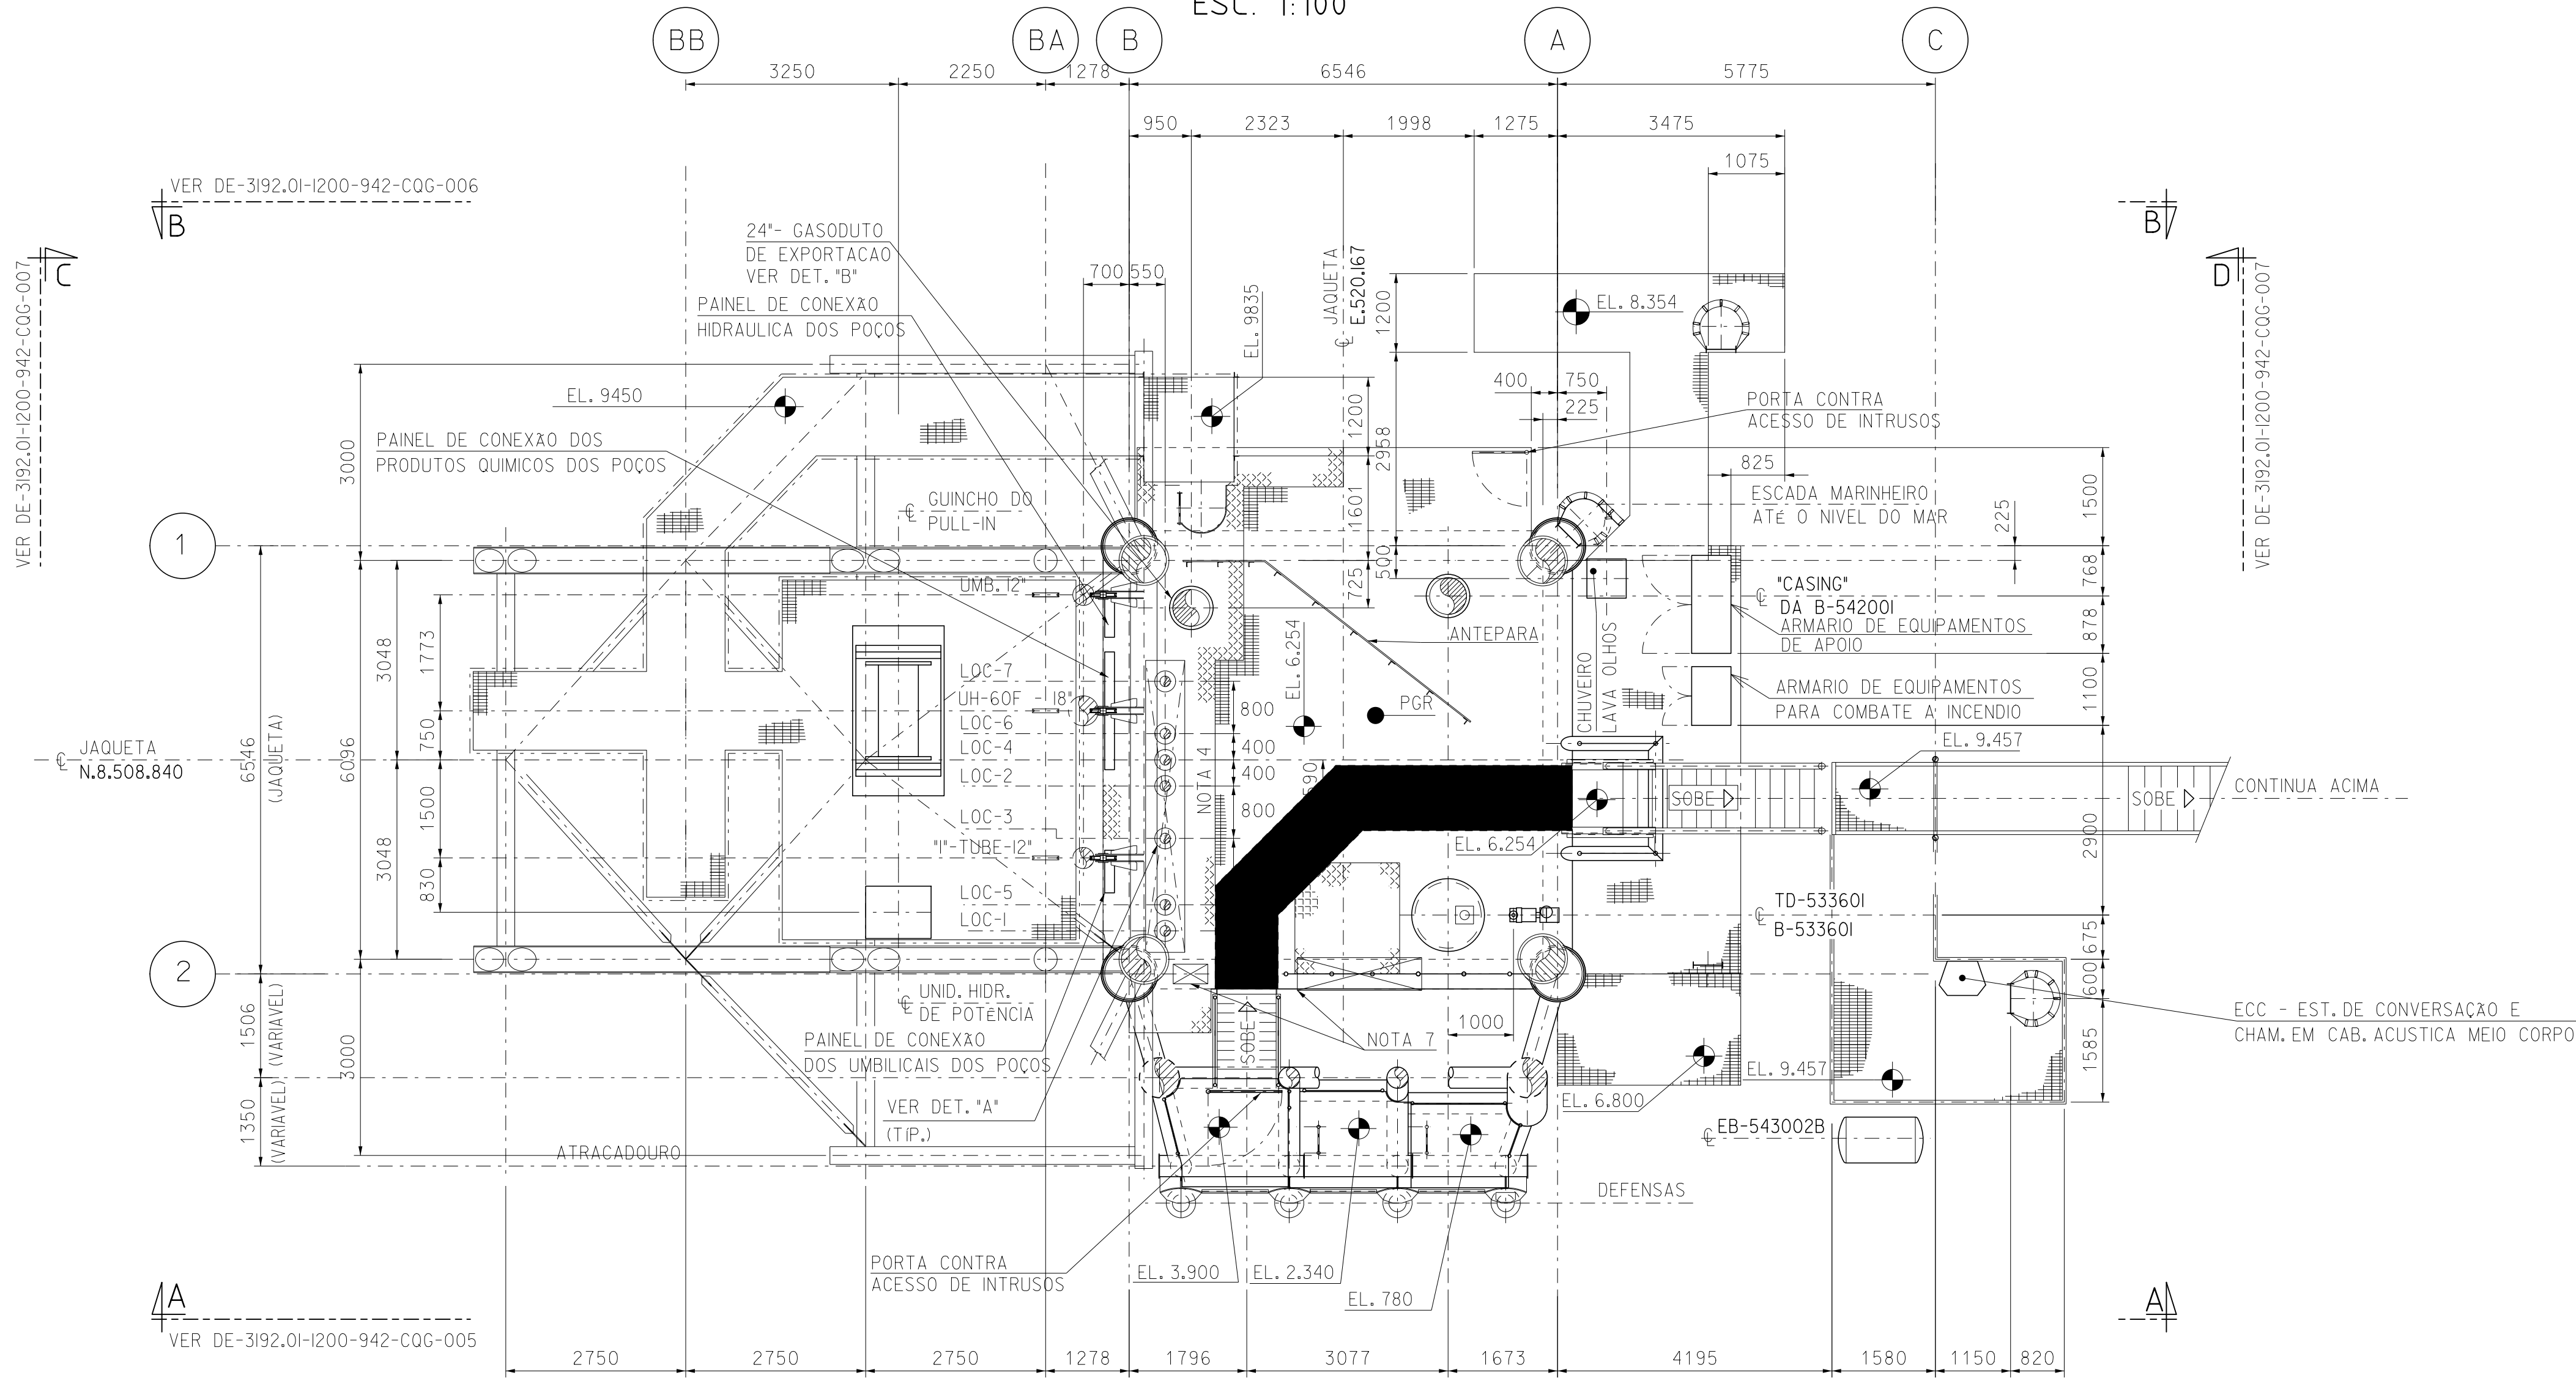 ESC. 1:100
BB
BA
B
A
C
3250
2250
1278
6546
5775
950
2323
1998
1275
3475
1075
VER DE-3192.01-1200-942-CQG-006
B
B
C
VER DE-3192.01-1200-942-CQG-007
D
VER DE-3192.01-1200-942-CQG-007
24"- GASODUTO
DE EXPORTACAO
VER DET. "B"
700
550
PAINEL DE CONEXÃO
HIDRAULICA DOS POÇOS
EL. 9835
JAQUETA
E.520.167
1200
EL. 8.354
EL. 9450
3000
1200
2958
400
750
225
PORTA CONTRA
ACESSO DE INTRUSOS
PAINEL DE CONEXÃO DOS
PRODUTOS QUIMICOS DOS POÇOS
825
1601
GUINCHO DO
PULL-IN
ESCADA MARINHEIRO
ATÉ O NIVEL DO MAR
1500
225
1
500
725
768
UMB. 12"
"CASING"
DA B-542001
ARMARIO DE EQUIPAMENTOS
DE APOIO
878
1773
3048
ANTEPARA
EL. 6.254
CHUVEIRO
LAVA OLHOS
LOC-7
UH-60F - 18"
LOC-6
LOC-4
LOC-2
LOC-3
"I"-TUBE-12"
LOC-5
LOC-1
800
400
400
800
NOTA 4
PGR
ARMARIO DE EQUIPAMENTOS
PARA COMBATE A INCENDIO
1100
EL. 9.457
JAQUETA
N.8.508.840
6546
(JAQUETA)
6096
750
1500
3048
830
SOBE
SOBE
CONTINUA ACIMA
EL. 6.254
2900
TD-533601
B-533601
675
2
600
1506
(VARIAVEL)
UNID. HIDR.
DE POTÊNCIA
SOBE
1000
NOTA 7
ECC - EST. DE CONVERSAÇÃO E
CHAM. EM CAB. ACUSTICA MEIO CORPO
PAINEL DE CONEXÃO
DOS UMBILICAIS DOS POÇOS
1585
3000
EL. 9.457
1350
(VARIAVEL)
VER DET. "A"
(TÍP.)
EL. 6.800
EB-543002B
ATRACADOURO
DEFENSAS
PORTA CONTRA
ACESSO DE INTRUSOS
EL. 3.900
EL. 2.340
EL. 780
A
VER DE-3192.01-1200-942-CQG-005
A
2750
2750
2750
1278
1796
3077
1673
4195
1580
1150
820